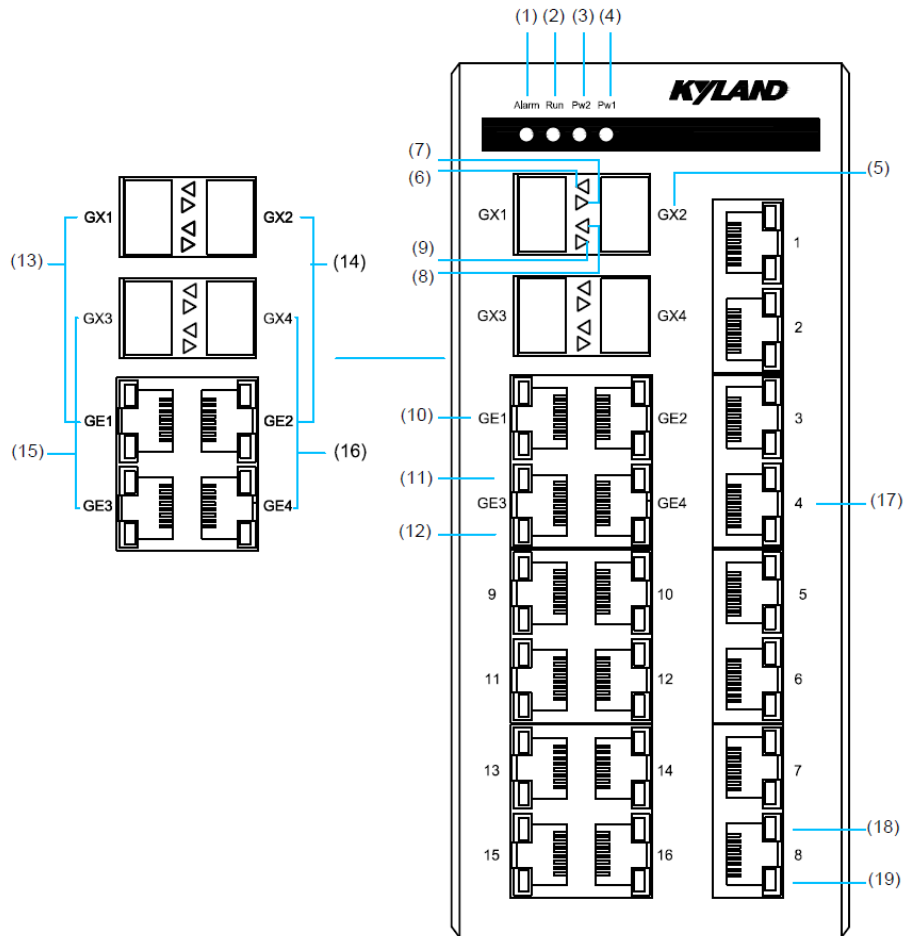 (1) (2) (3) (4)
KYLAND
Alarm Run Pw2 Pw1
(7)
(6) (5)
GX1 GX2 GX1 GX2
(13) (14) (9) 1
(8)
GX3 GX4 GX3 GX4 2
GE1 GE2 (10) GE1 GE2 3
(15) (16) (11)
GE3 GE4 GE3 GE4 4 (17)
(12)
9 10 5
11 12 6
13 14 7
(18)
15 16 8
(19)